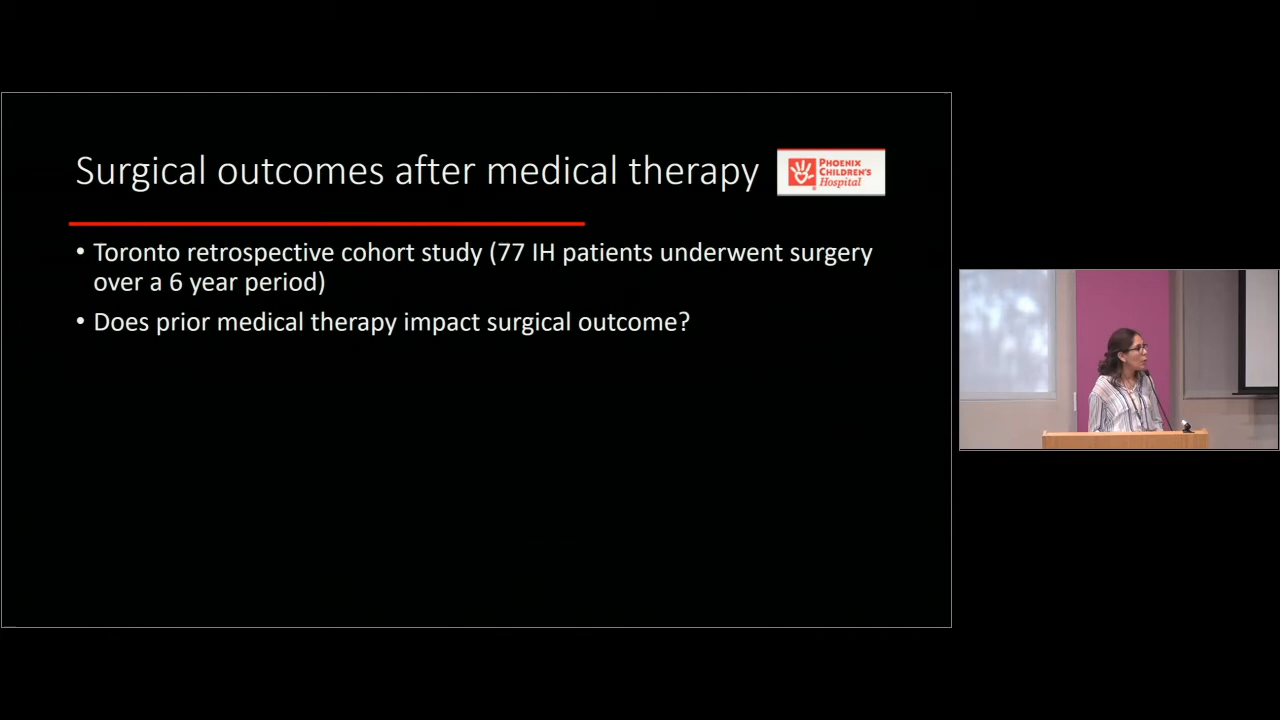 Surgical outcomes after medical therapy
PHOENIX
CHILDREN'S
Hospital
• Toronto retrospective cohort study (77 IH patients underwent surgery
over a 6 year period)
• Does prior medical therapy impact surgical outcome?